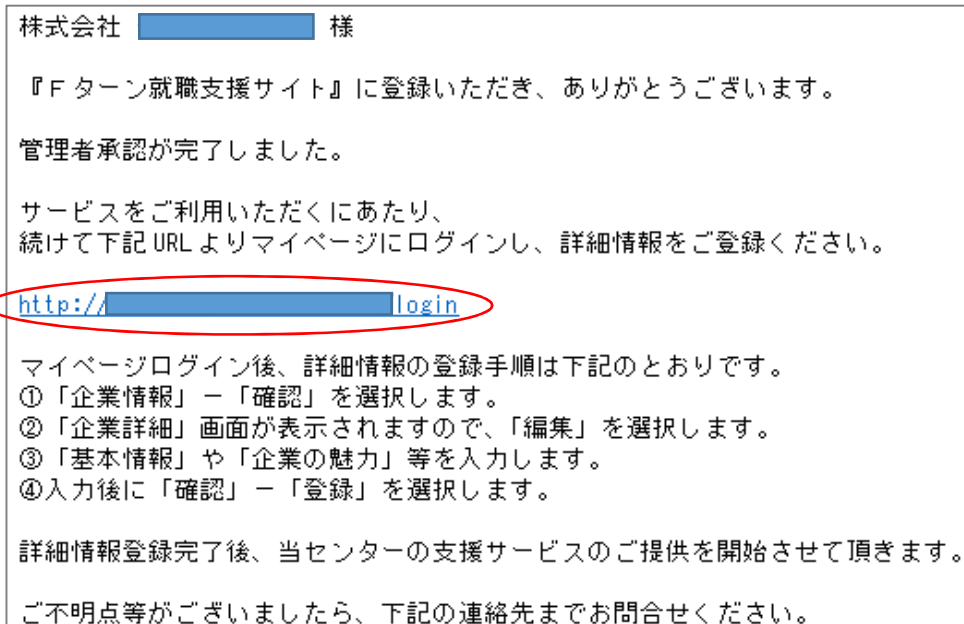 株式会社 様
『Fターン就職支援サイト』に登録いただき、ありがとうございます。
管理者承認が完了しました。
サービスをご利用いただくにあたり、
続けて下記URLよりマイページにログインし、詳細情報をご登録ください。
http://login
マイページログイン後、詳細情報の登録手順は下記のとおりです。
①「企業情報」－「確認」を選択します。
②「企業詳細」画面が表示されますので、「編集」を選択します。
③「基本情報」や「企業の魅力」等を入力します。
④入力後に「確認」－「登録」を選択します。
詳細情報登録完了後、当センターの支援サービスのご提供を開始させて頂きます。
ご不明点等がございましたら、下記の連絡先までお問合せください。